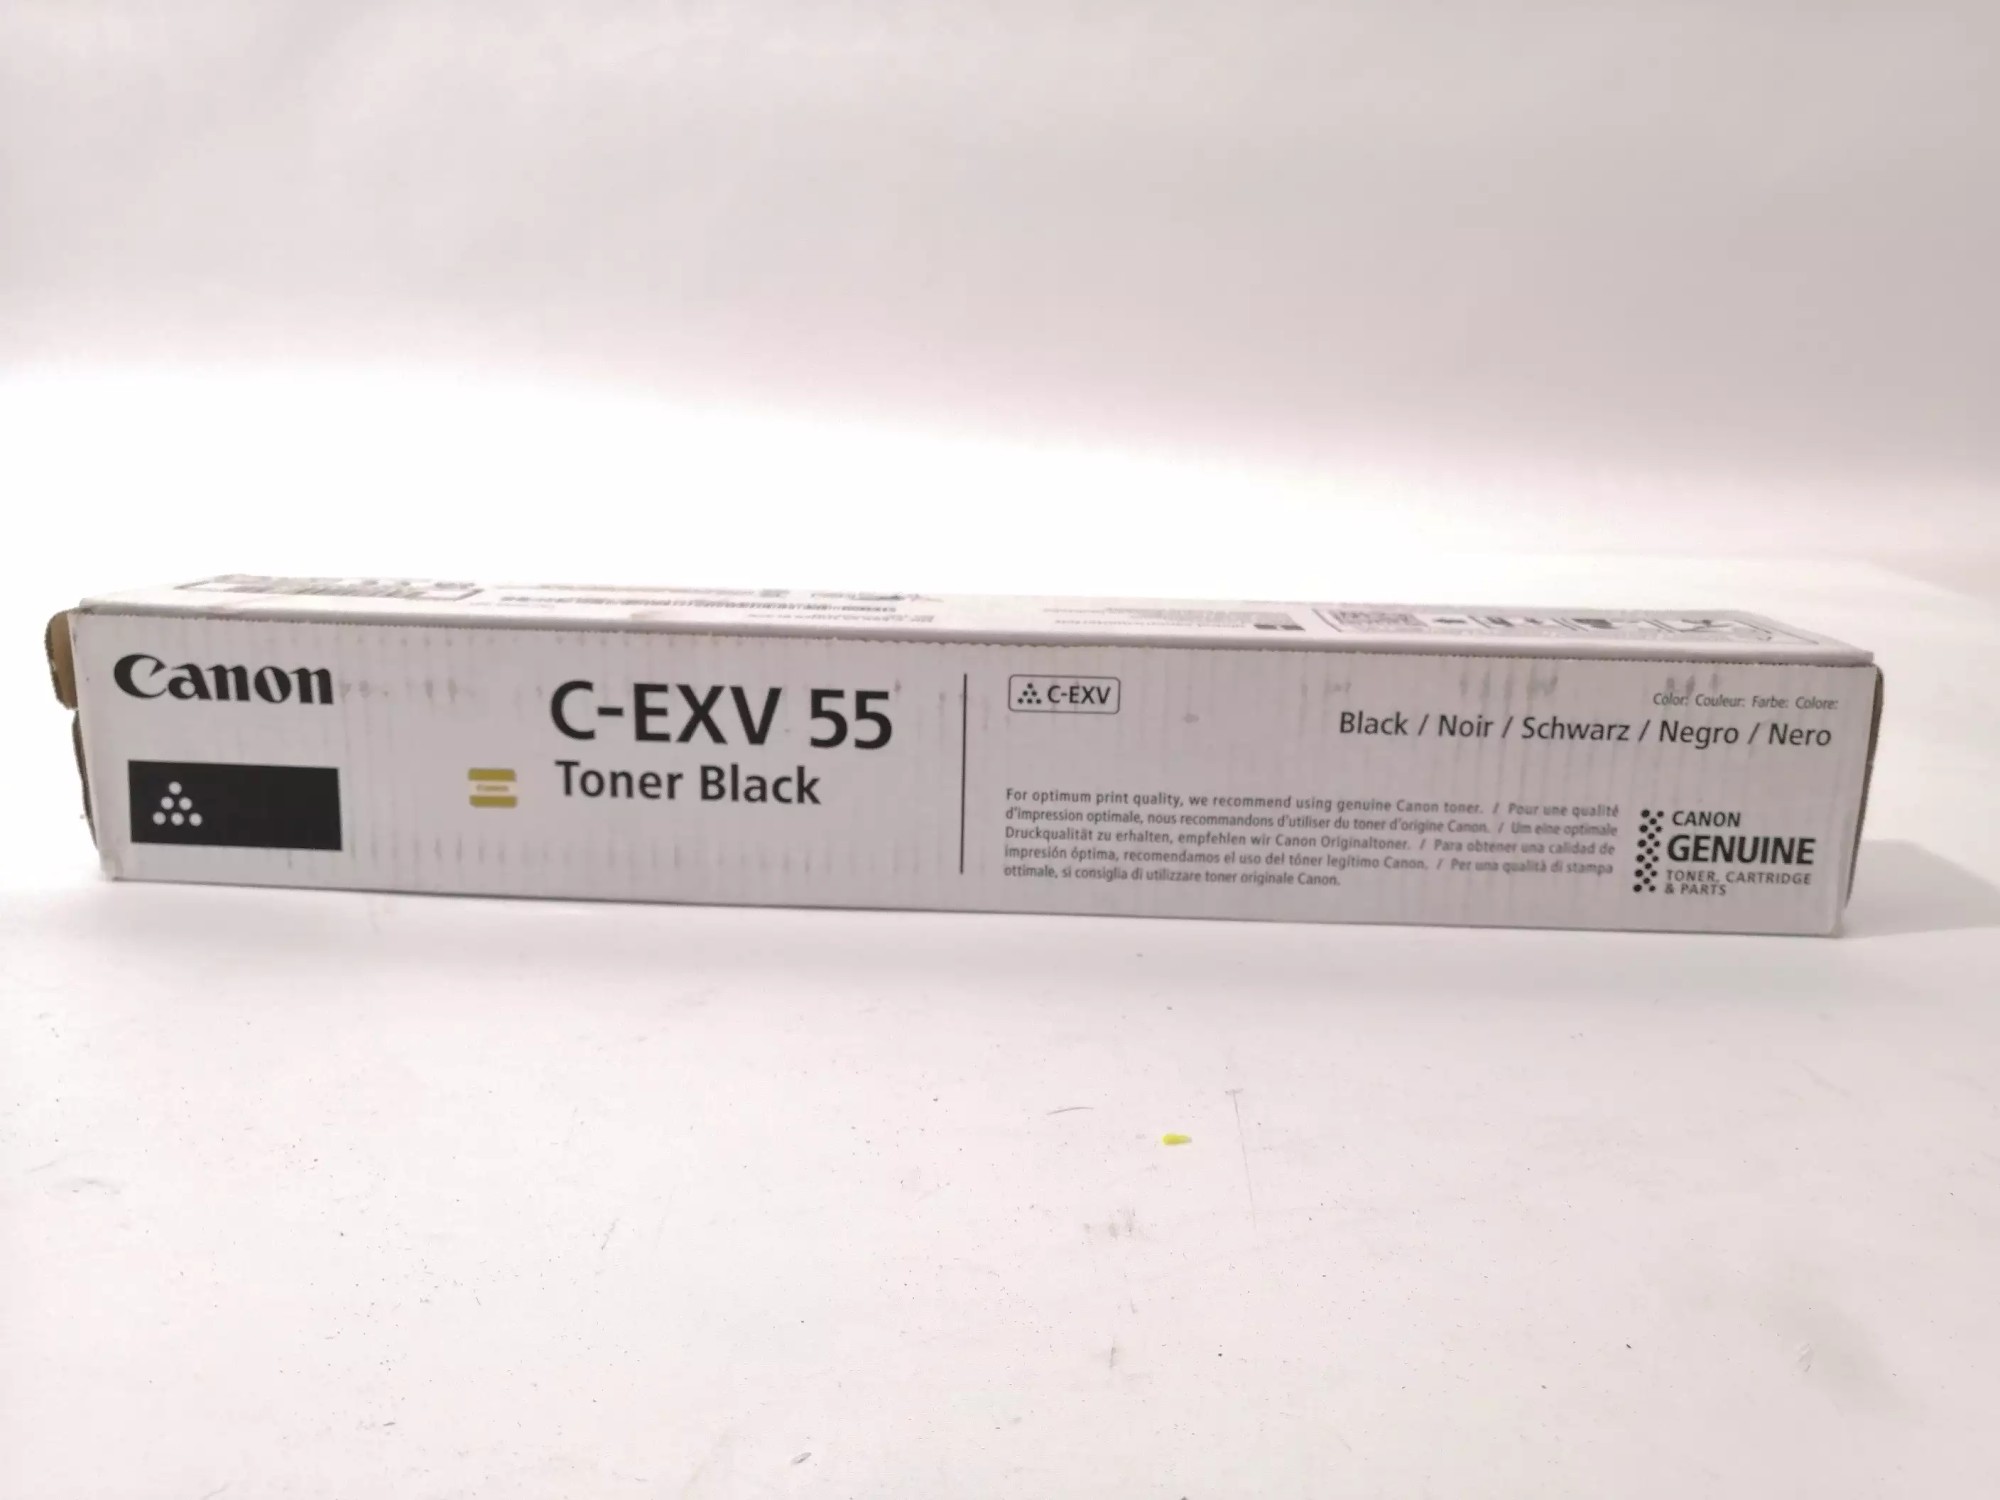 Canon
C-EXV 55
Toner Black
C-EXV
Color: Couleur: Farbe: Colore:
Black / Noir / Schwarz / Negro / Nero
For optimum print quality, we recommend using genuine Canon toner. / Pour une qualité
d'impression optimale, nous recommandons d'utiliser du toner d'origine Canon. / Um eine optimale
Druckqualität zu erhalten, empfehlen wir Canon Originaltoner. / Para obtener una calidad de
impresión óptima, recomendamos el uso del tóner legítimo Canon. / Per una qualità di stampa
ottimale, si consiglia di utilizzare toner originale Canon.
CANON
GENUINE
TONER, CARTRIDGE
& PARTS